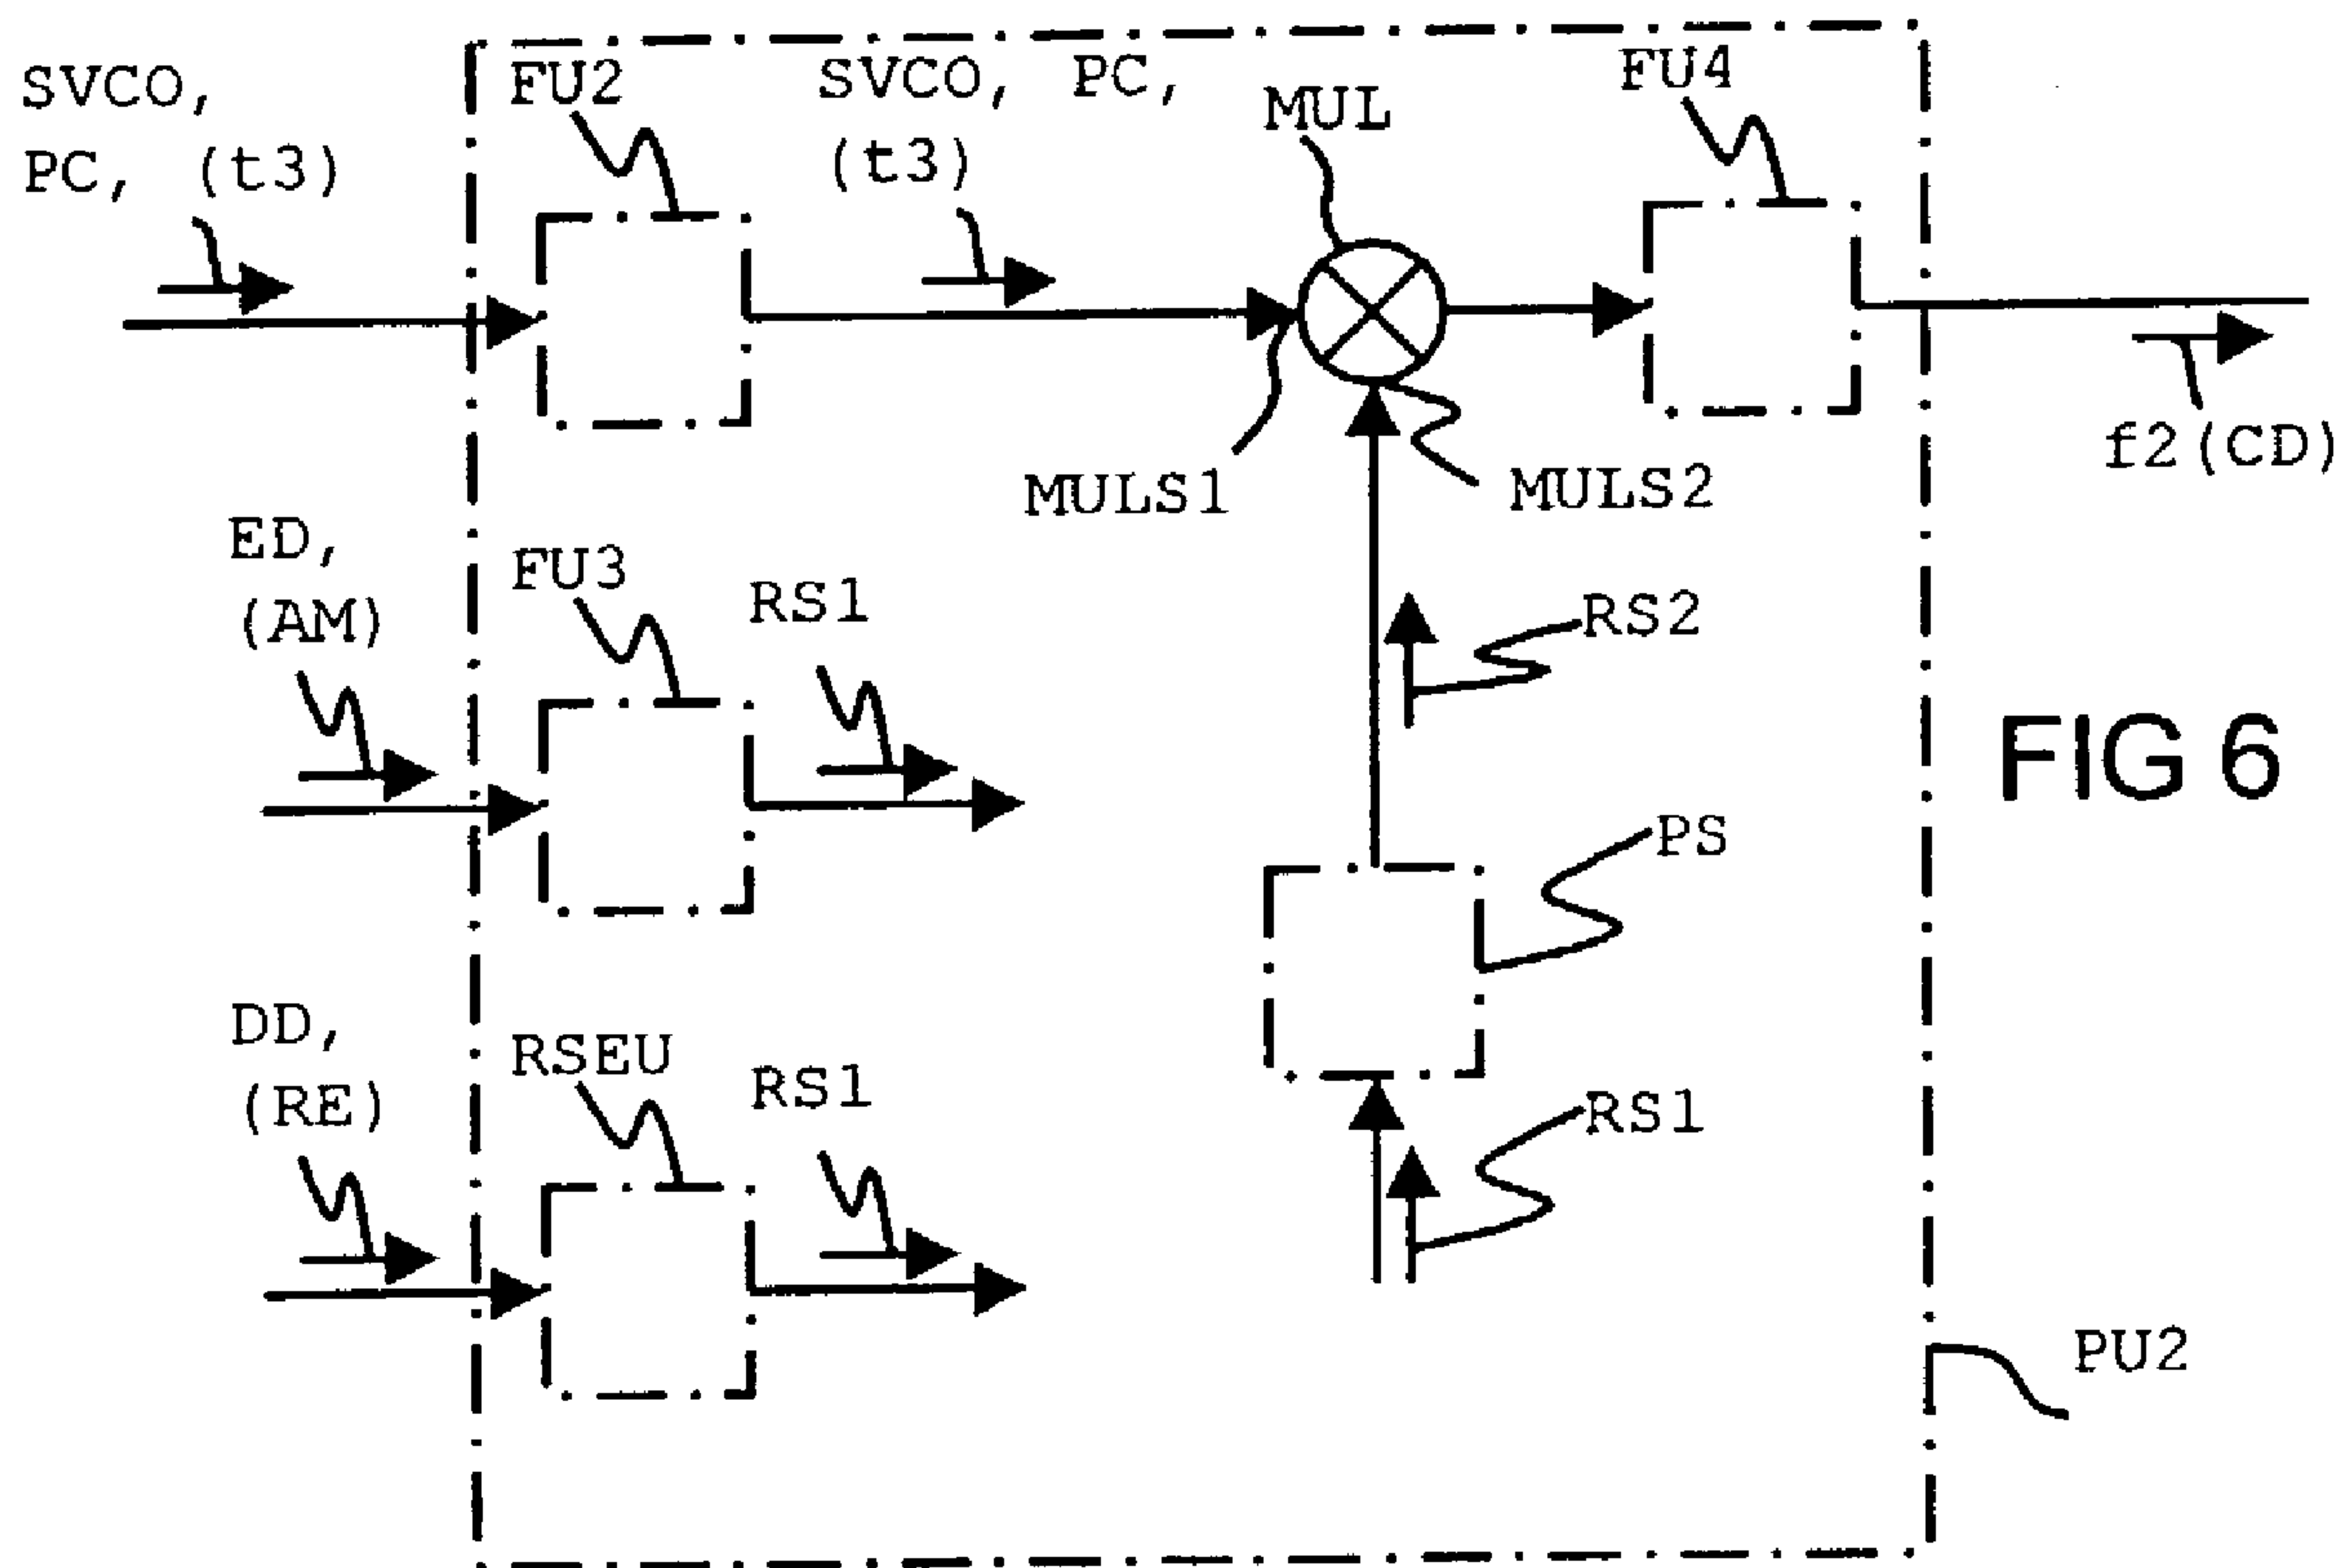 SVCO,
PC, (t3)
FU2
SVCO, PC,
(t3)
MUL
FU4
MULS1
MULS2
f2(CD)
ED,
(AM)
FU3
RS1
RS2
FIG 6
PS
DD,
(RE)
RSEU
RS1
RS1
PU2